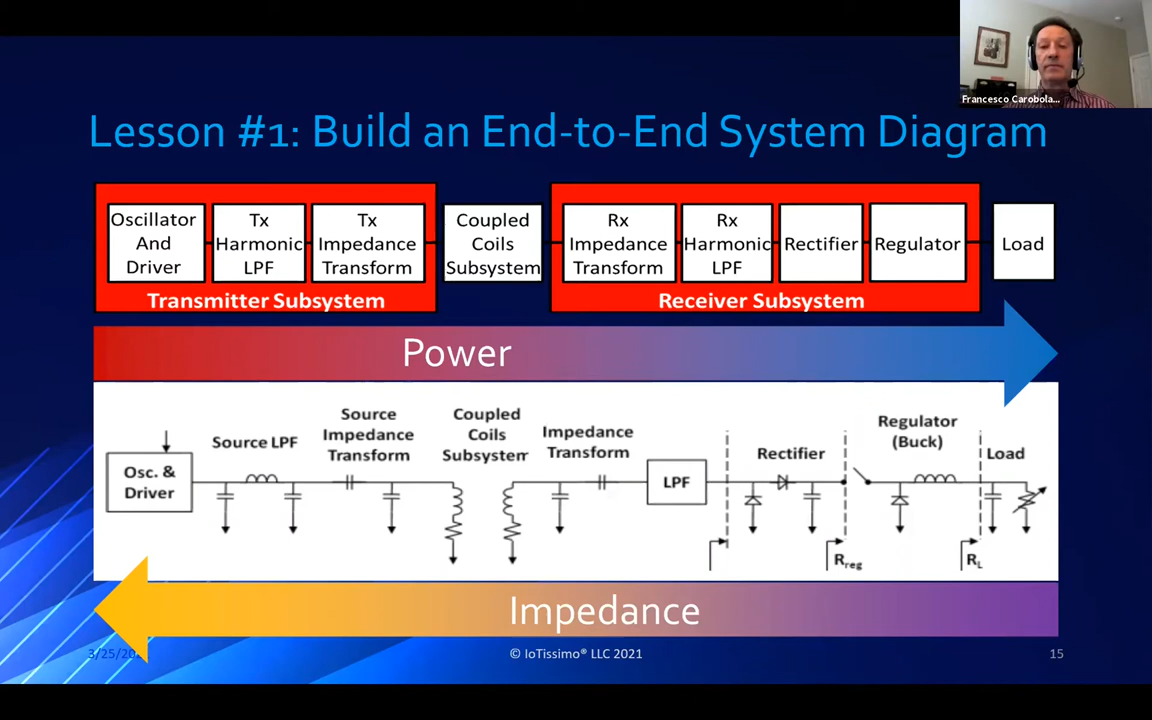 Francesco Carobola...
Lesson #1: Build an End-to-End System Diagram
Oscillator
And
Driver
Tx
Harmonic
LPF
Tx
Impedance
Transform
Transmitter Subsystem
Coupled
Coils
Subsystem
Rx
Impedance
Transform
Rx
Harmonic
LPF
Rectifier
Regulator
Receiver Subsystem
Load
Power
Osc. &
Driver
Source LPF
Source
Impedance
Transform
Coupled
Coils
Subsystem
Impedance
Transform
LPF
Rectifier
Regulator
(Buck)
Load
Rreg
RL
Impedance
3/25/20
© IoTissimo® LLC 2021
15